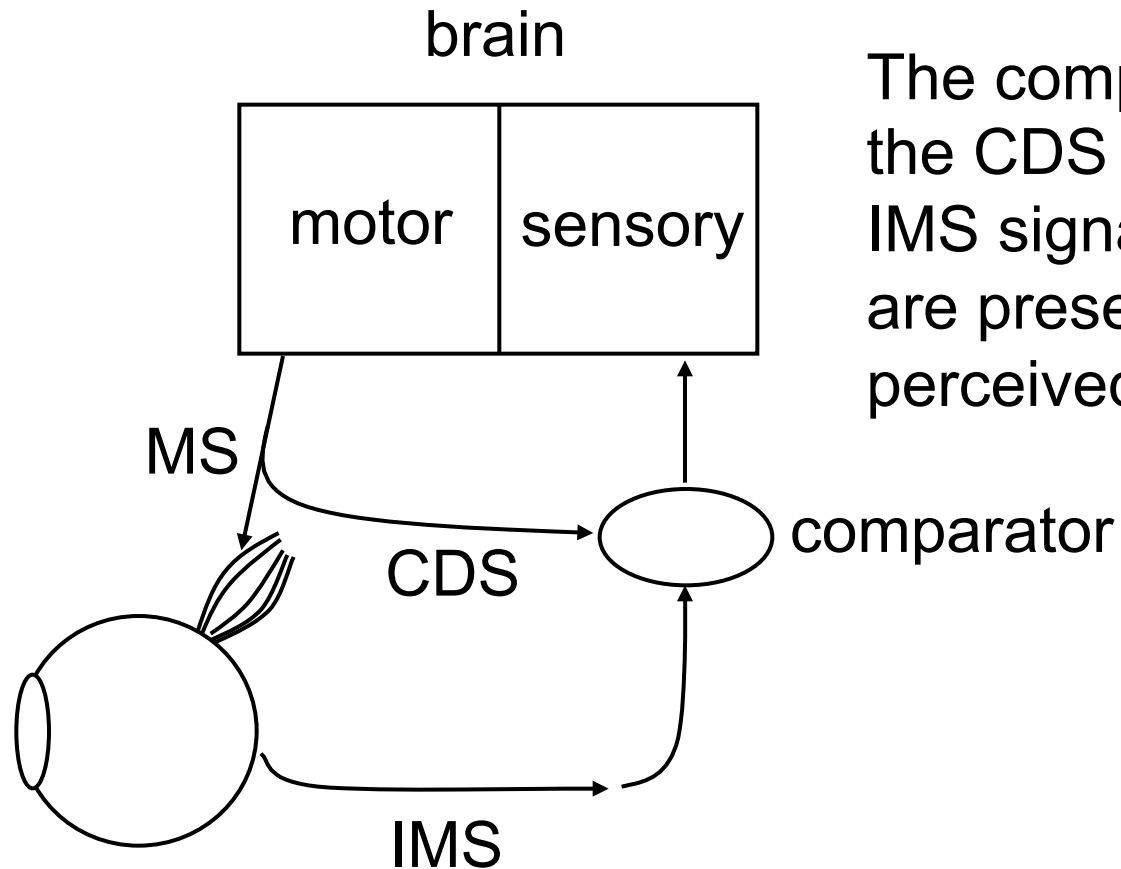 brain
The comp
the CDS
IMS signa
are prese
perceived
motor
sensory
MS
CDS
comparator
IMS